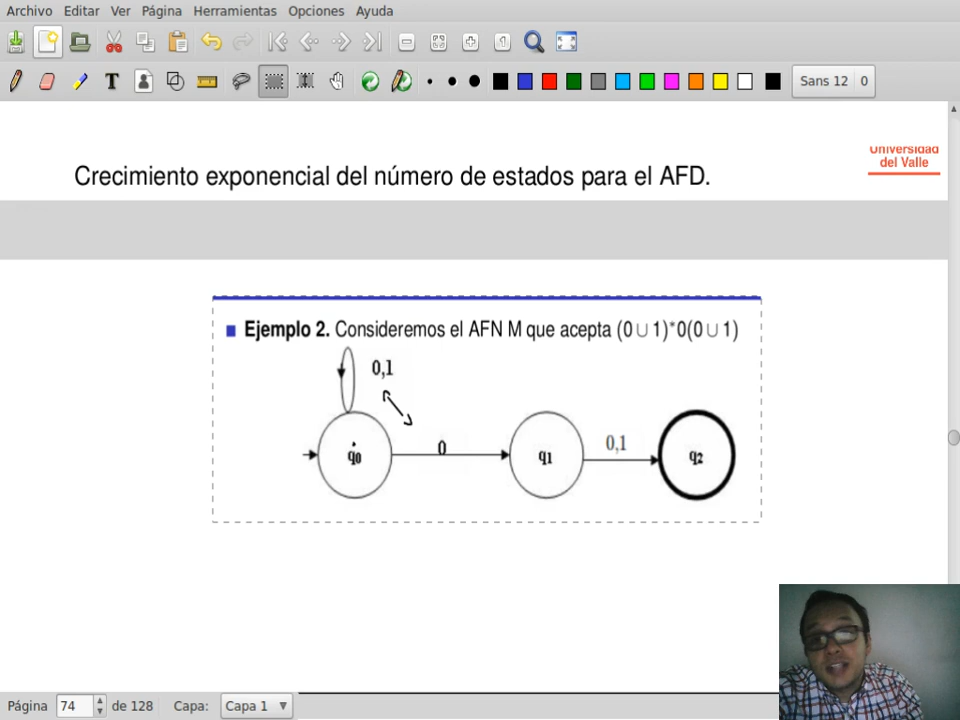 Archivo Editar Ver Página Herramientas Opciones Ayuda
T Sans 12 0
Universidad
del Valle
Crecimiento exponencial del número de estados para el AFD.
Ejemplo 2. Consideremos el AFN M que acepta (0 ∪ 1)*0(0 ∪ 1)
0,1
0 0,1
q0 q1 q2
Página 74 de 128 Capa: Capa 1